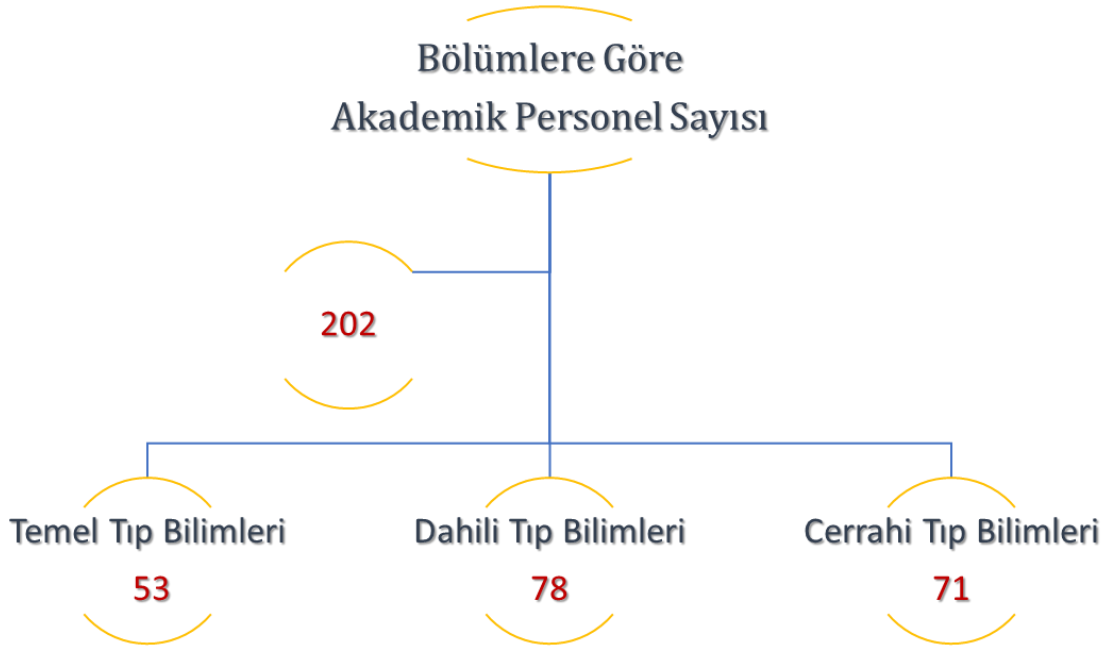 Bölümlere Göre
Akademik Personel Sayısı
202
Temel Tıp Bilimleri
53
Dahili Tıp Bilimleri
78
Cerrahi Tıp Bilimleri
71